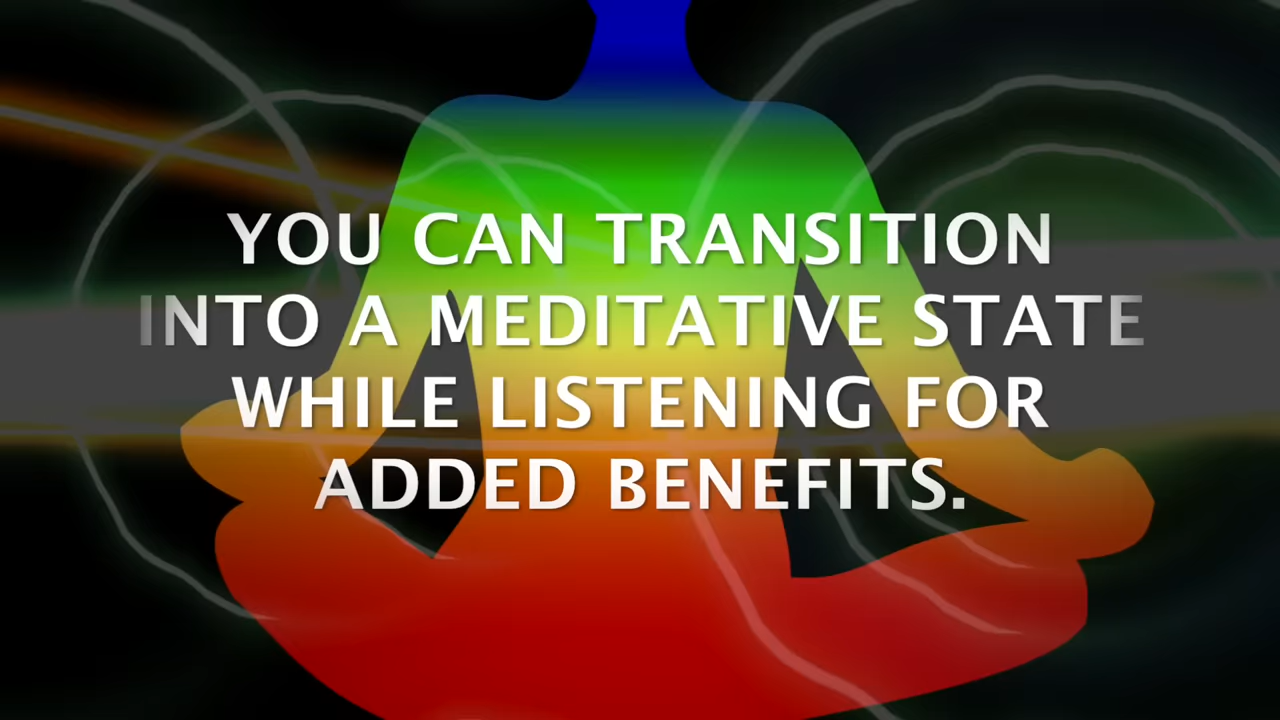 YOU CAN TRANSITION
INTO A MEDITATIVE STATE
WHILE LISTENING FOR
ADDED BENEFITS.